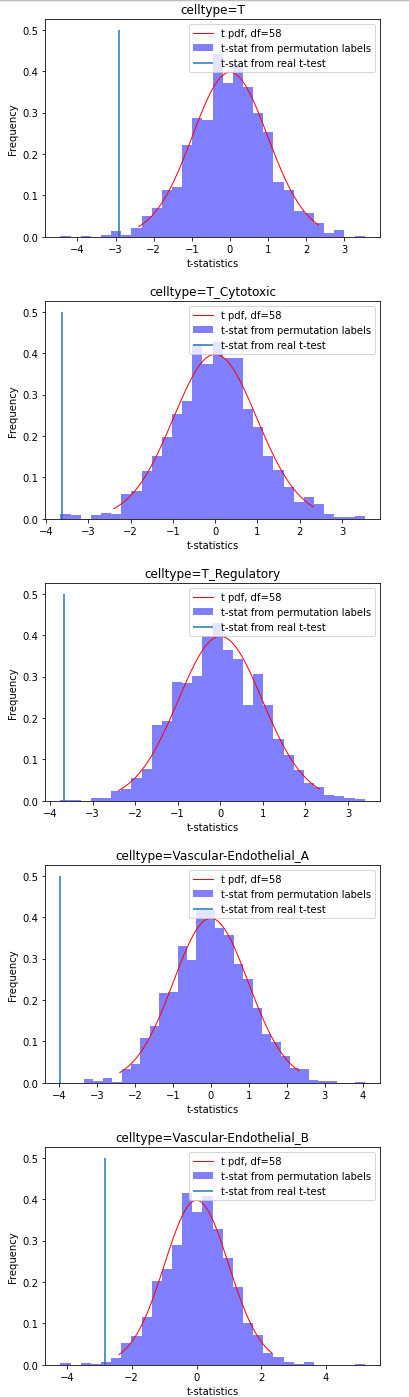 celltype=T
t pdf, df=58
t-stat from permutation labels
t-stat from real t-test
Frequency
0.5
0.4
0.3
0.2
0.1
0.0
−4 −3 −2 −1 0 1 2 3
t-statistics
celltype=T_Cytotoxic
t pdf, df=58
t-stat from permutation labels
t-stat from real t-test
Frequency
0.5
0.4
0.3
0.2
0.1
0.0
−4 −3 −2 −1 0 1 2 3
t-statistics
celltype=T_Regulatory
t pdf, df=58
t-stat from permutation labels
t-stat from real t-test
Frequency
0.5
0.4
0.3
0.2
0.1
0.0
−4 −3 −2 −1 0 1 2 3
t-statistics
celltype=Vascular-Endothelial_A
t pdf, df=58
t-stat from permutation labels
t-stat from real t-test
Frequency
0.5
0.4
0.3
0.2
0.1
0.0
−4 −3 −2 −1 0 1 2 3 4
t-statistics
celltype=Vascular-Endothelial_B
t pdf, df=58
t-stat from permutation labels
t-stat from real t-test
Frequency
0.5
0.4
0.3
0.2
0.1
0.0
−4 −2 0 2 4
t-statistics